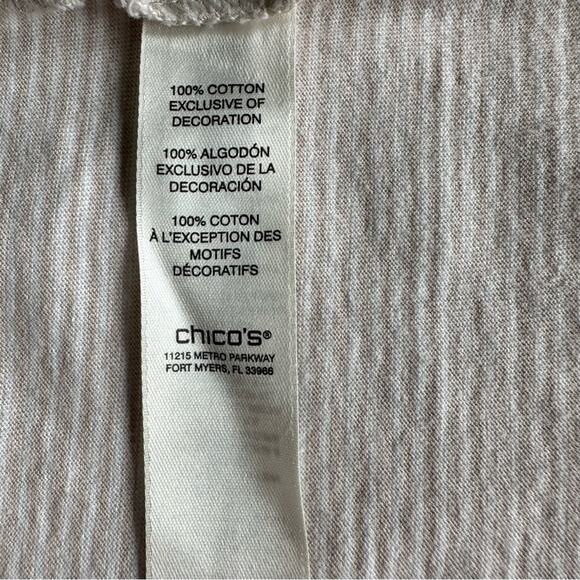 100% COTTON
EXCLUSIVE OF
DECORATION
100% ALGODÓN
EXCLUSIVO DE LA
DECORACIÓN
100% COTON
À L'EXCEPTION DES
MOTIFS
DÉCORATIFS
chico's®
11215 METRO PARKWAY
FORT MYERS, FL 33966